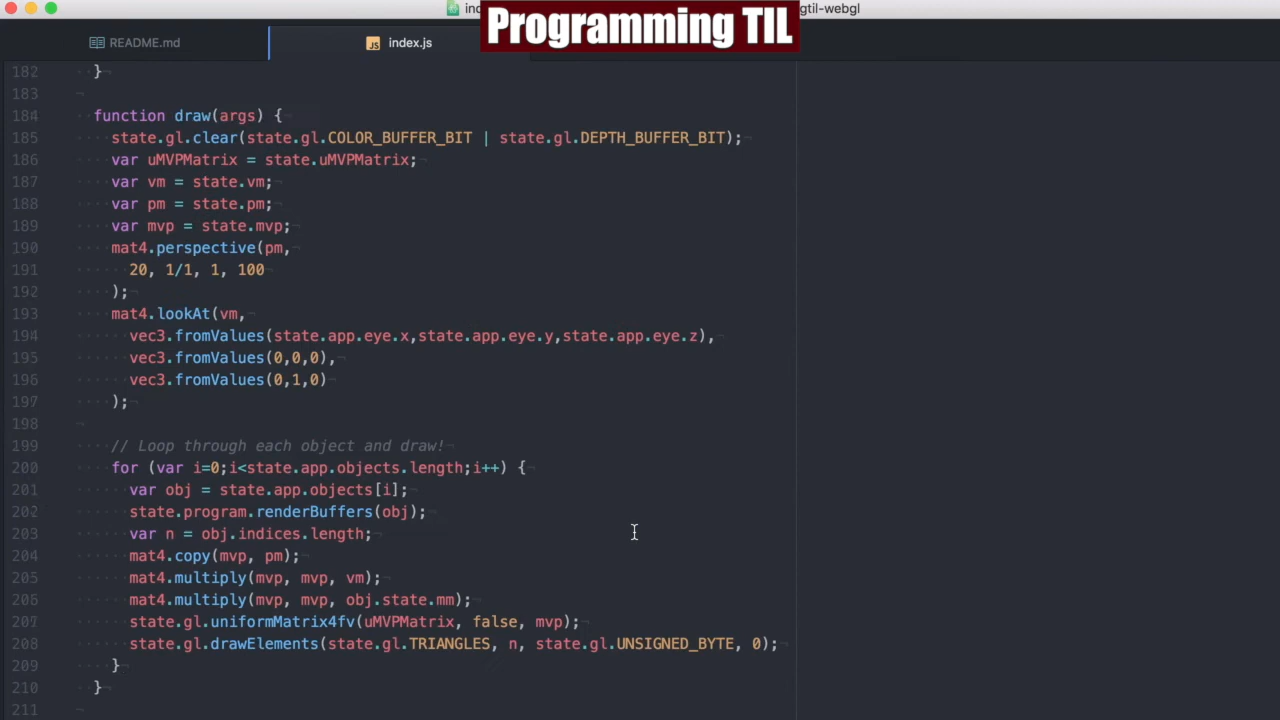 ind
gtil-webgl
Programming TIL
README.md
index.js
182 }
183
184 function draw(args) {
185 state.gl.clear(state.gl.COLOR_BUFFER_BIT | state.gl.DEPTH_BUFFER_BIT);
186 var uMVPMatrix = state.uMVPMatrix;
187 var vm = state.vm;
188 var pm = state.pm;
189 var mvp = state.mvp;
190 mat4.perspective(pm,
191 20, 1/1, 1, 100
192 );
193 mat4.lookAt(vm,
194 vec3.fromValues(state.app.eye.x,state.app.eye.y,state.app.eye.z),
195 vec3.fromValues(0,0,0),
196 vec3.fromValues(0,1,0)
197 );
198
199 // Loop through each object and draw!
200 for (var i=0;i<state.app.objects.length;i++) {
201 var obj = state.app.objects[i];
202 state.program.renderBuffers(obj);
203 var n = obj.indices.length;
204 mat4.copy(mvp, pm);
205 mat4.multiply(mvp, mvp, vm);
206 mat4.multiply(mvp, mvp, obj.state.mm);
207 state.gl.uniformMatrix4fv(uMVPMatrix, false, mvp);
208 state.gl.drawElements(state.gl.TRIANGLES, n, state.gl.UNSIGNED_BYTE, 0);
209 }
210 }
211